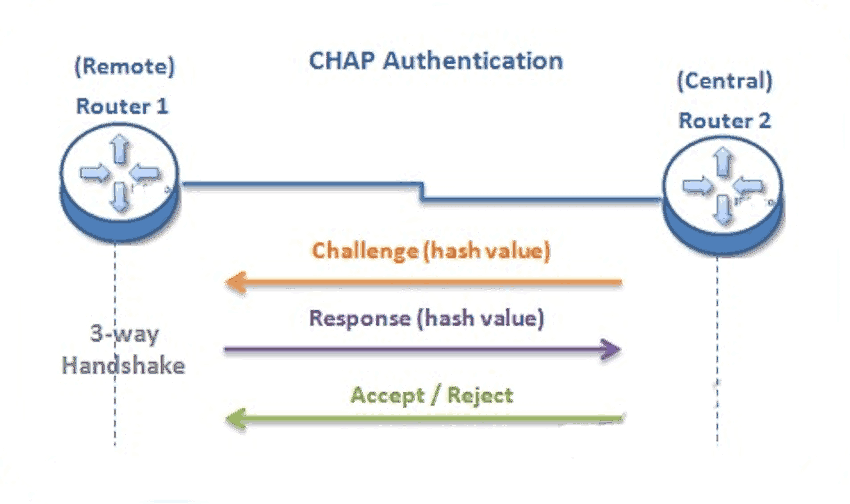 CHAP Authentication
(Remote)
Router 1
(Central)
Router 2
Challenge (hash value)
Response (hash value)
3-way
Handshake
Accept / Reject